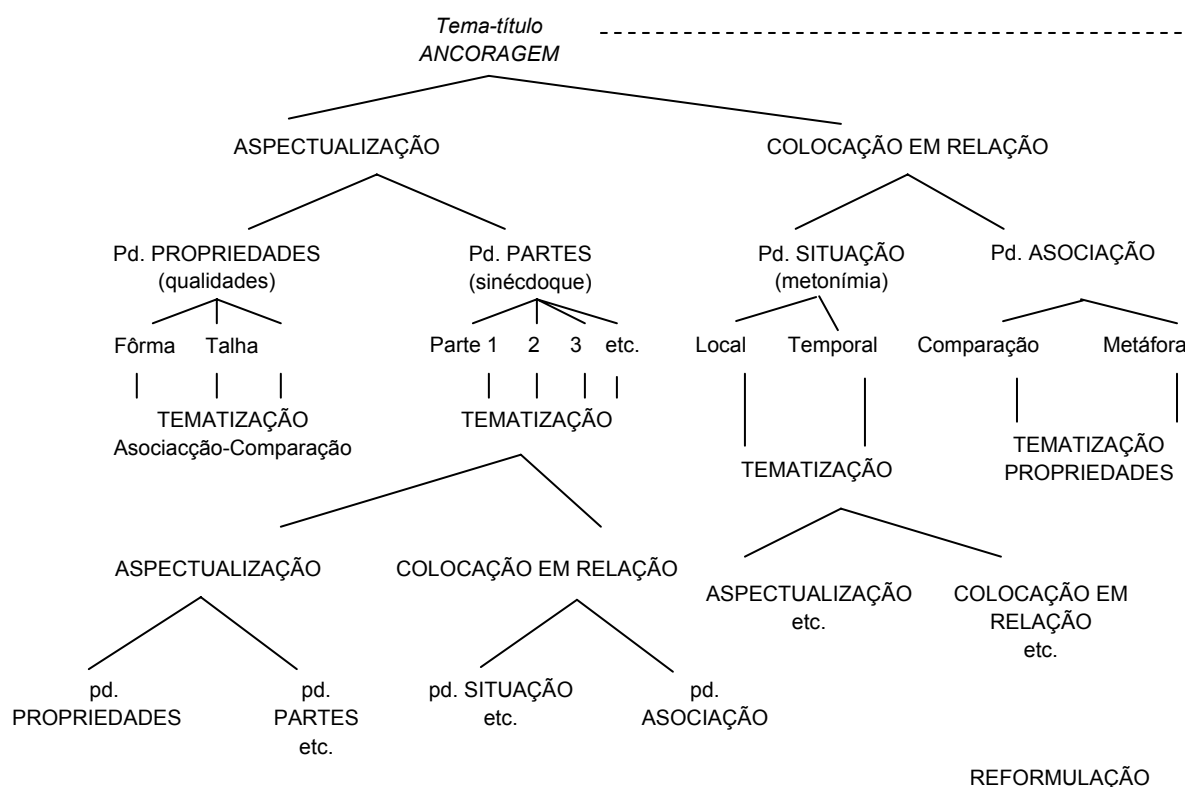 Tema-título
ANCORAGEM
ASPECTUALIZAÇÃO
COLOCAÇÃO EM RELAÇÃO
Pd. PROPRIEDADES
(qualidades)
Pd. PARTES
(sinécdoque)
Pd. SITUAÇÃO
(metonímia)
Pd. ASOCIAÇÃO
Fôrma Talha
Parte 1 2 3 etc.
Local Temporal
Comparação Metáfora
TEMATIZAÇÃO
Asociacção-Comparação
TEMATIZAÇÃO
TEMATIZAÇÃO
TEMATIZAÇÃO
PROPRIEDADES
ASPECTUALIZAÇÃO
COLOCAÇÃO EM RELAÇÃO
ASPECTUALIZAÇÃO
etc.
COLOCAÇÃO EM
RELAÇÃO
etc.
pd.
PROPRIEDADES
pd.
PARTES
etc.
pd. SITUAÇÃO
etc.
pd.
ASOCIAÇÃO
REFORMULAÇÃO